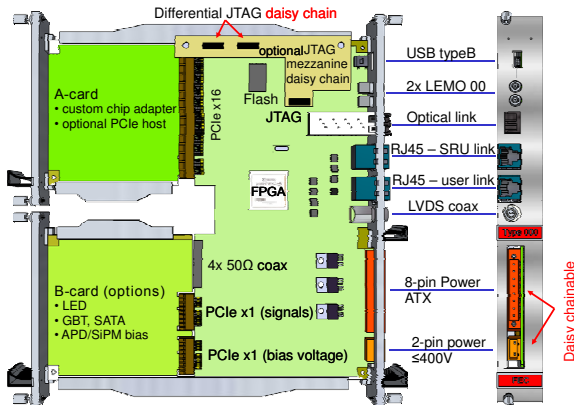 Differential JTAG daisy chain
optional JTAG
mezzanine
daisy chain
A-card
• custom chip adapter
• optional PCIe host
PCIe x16
Flash
JTAG
FPGA
USB typeB
2x LEMO 00
Optical link
RJ45 – SRU link
RJ45 – user link
LVDS coax
Type 000
4x 50Ω coax
B-card (options)
• LED
• GBT, SATA
• APD/SiPM bias
PCIe x1 (signals)
PCIe x1 (bias voltage)
8-pin Power
ATX
2-pin power
≤400V
Daisy chainable